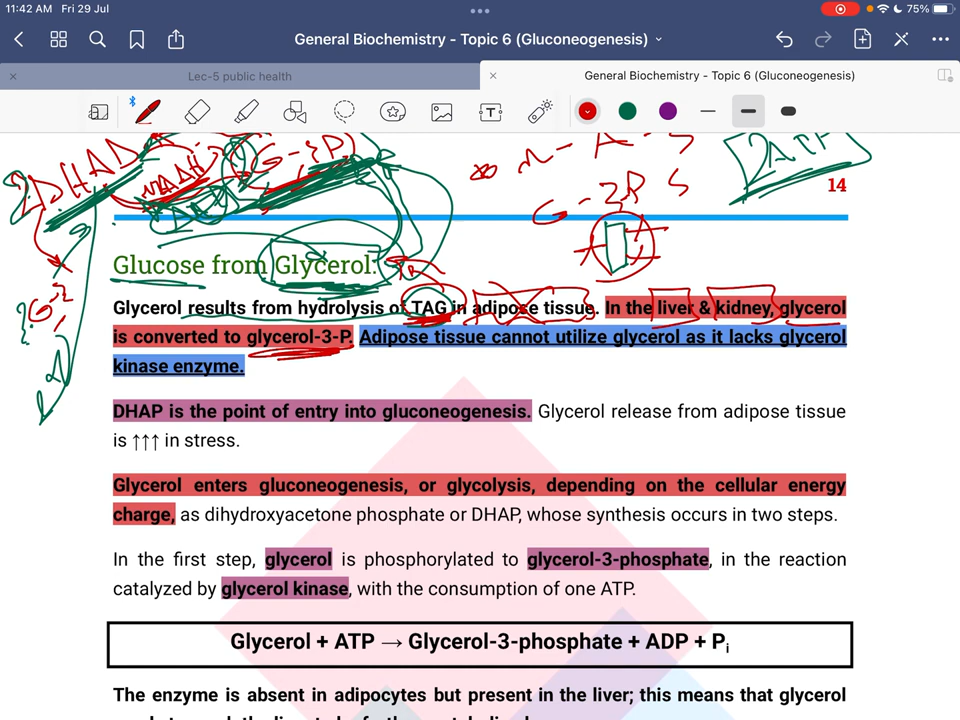 11:42 AM Fri 29 Jul
75%
General Biochemistry - Topic 6 (Gluconeogenesis)
Lec-5 public health
General Biochemistry - Topic 6 (Gluconeogenesis)
2ATP
14
Glucose from Glycerol:
Glycerol results from hydrolysis of TAG in adipose tissue. In the liver & kidney, glycerol
is converted to glycerol-3-P. Adipose tissue cannot utilize glycerol as it lacks glycerol
kinase enzyme.
DHAP is the point of entry into gluconeogenesis. Glycerol release from adipose tissue
is ↑↑↑ in stress.
Glycerol enters gluconeogenesis, or glycolysis, depending on the cellular energy
charge, as dihydroxyacetone phosphate or DHAP, whose synthesis occurs in two steps.
In the first step, glycerol is phosphorylated to glycerol-3-phosphate, in the reaction
catalyzed by glycerol kinase, with the consumption of one ATP.
Glycerol + ATP → Glycerol-3-phosphate + ADP + Pi
The enzyme is absent in adipocytes but present in the liver; this means that glycerol